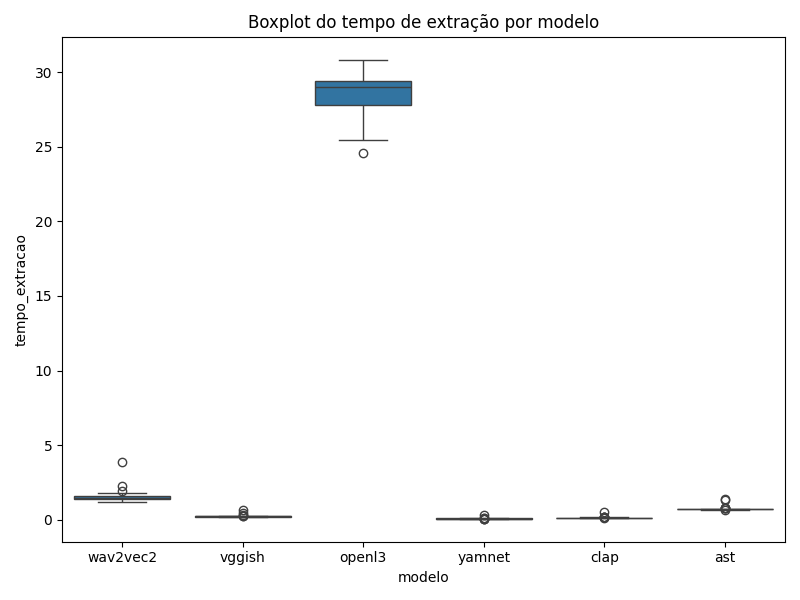 Boxplot do tempo de extração por modelo
tempo_extracao
30
25
20
15
10
5
0
wav2vec2 vggish openl3 yamnet clap ast
modelo